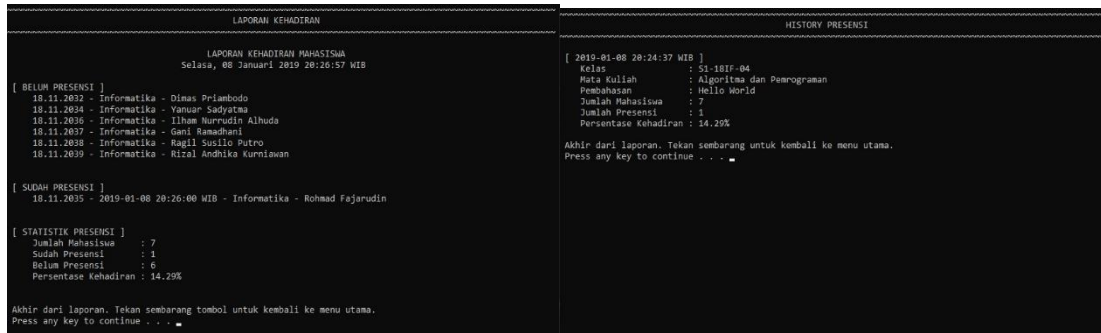 LAPORAN KEHADIRAN
LAPORAN KEHADIRAN MAHASISWA
Selasa, 08 Januari 2019 20:26:57 WIB
[ BELUM PRESENSI ]
18.11.2032 - Informatika - Dimas Priambodo
18.11.2034 - Informatika - Yanuar Sadyatma
18.11.2036 - Informatika - Ilham Nurrudin Alhuda
18.11.2037 - Informatika - Gani Ramadhani
18.11.2038 - Informatika - Ragil Susilo Putro
18.11.2039 - Informatika - Rizal Andhika Kurniawan
[ SUDAH PRESENSI ]
18.11.2035 - 2019-01-08 20:26:00 WIB - Informatika - Rohmad Fajarudin
[ STATISTIK PRESENSI ]
Jumlah Mahasiswa : 7
Sudah Presensi : 1
Belum Presensi : 6
Persentase Kehadiran : 14.29%
Akhir dari laporan. Tekan sembarang tombol untuk kembali ke menu utama.
Press any key to continue . . .
HISTORY PRESENSI
[ 2019-01-08 20:24:37 WIB ]
Kelas : S1-18IF-04
Mata Kuliah : Algoritma dan Pemrograman
Pembahasan : Hello World
Jumlah Mahasiswa : 7
Jumlah Presensi : 1
Persentase Kehadiran : 14.29%
Akhir dari laporan. Tekan sembarang untuk kembali ke menu utama.
Press any key to continue . . .